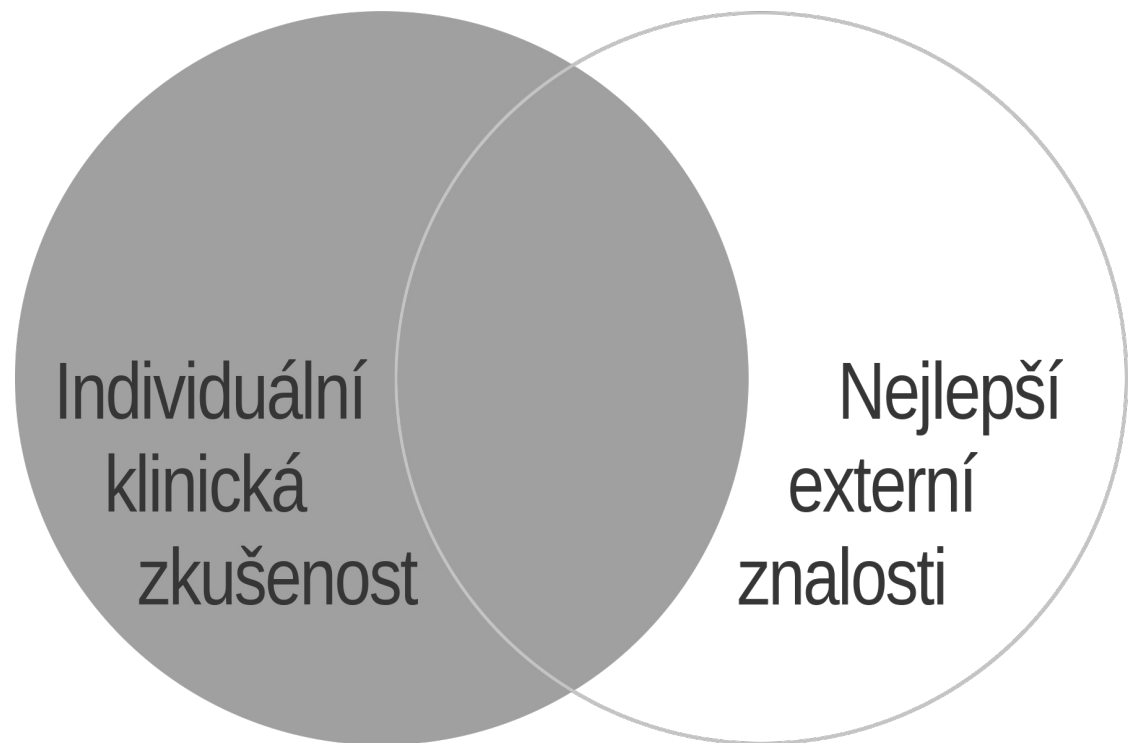 Individuální
klinická
zkušenost
Nejlepší
externí
znalosti